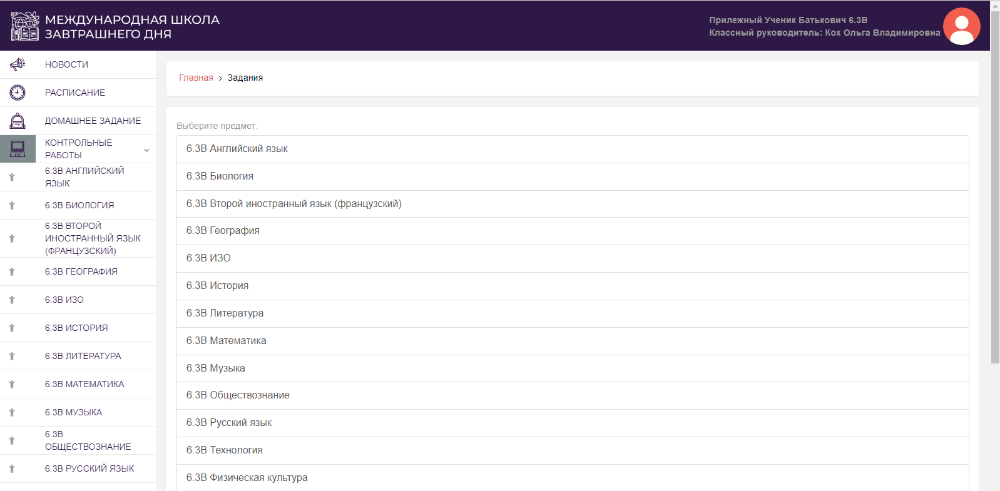 МЕЖДУНАРОДНАЯ ШКОЛА
ЗАВТРАШНЕГО ДНЯ
Прилежный Ученик Батькович 6.3В
Классный руководитель: Кох Ольга Владимировна
НОВОСТИ
РАСПИСАНИЕ
ДОМАШНЕЕ ЗАДАНИЕ
КОНТРОЛЬНЫЕ
РАБОТЫ
6.3В АНГЛИЙСКИЙ
ЯЗЫК
6.3В БИОЛОГИЯ
6.3В ВТОРОЙ
ИНОСТРАННЫЙ ЯЗЫК
(ФРАНЦУЗСКИЙ)
6.3В ГЕОГРАФИЯ
6.3В ИЗО
6.3В ИСТОРИЯ
6.3В ЛИТЕРАТУРА
6.3В МАТЕМАТИКА
6.3В МУЗЫКА
6.3В
ОБЩЕСТВОЗНАНИЕ
6.3В РУССКИЙ ЯЗЫК
Главная > Задания
Выберите предмет:
6.3В Английский язык
6.3В Биология
6.3В Второй иностранный язык (французский)
6.3В География
6.3В ИЗО
6.3В История
6.3В Литература
6.3В Математика
6.3В Музыка
6.3В Обществознание
6.3В Русский язык
6.3В Технология
6.3В Физическая культура